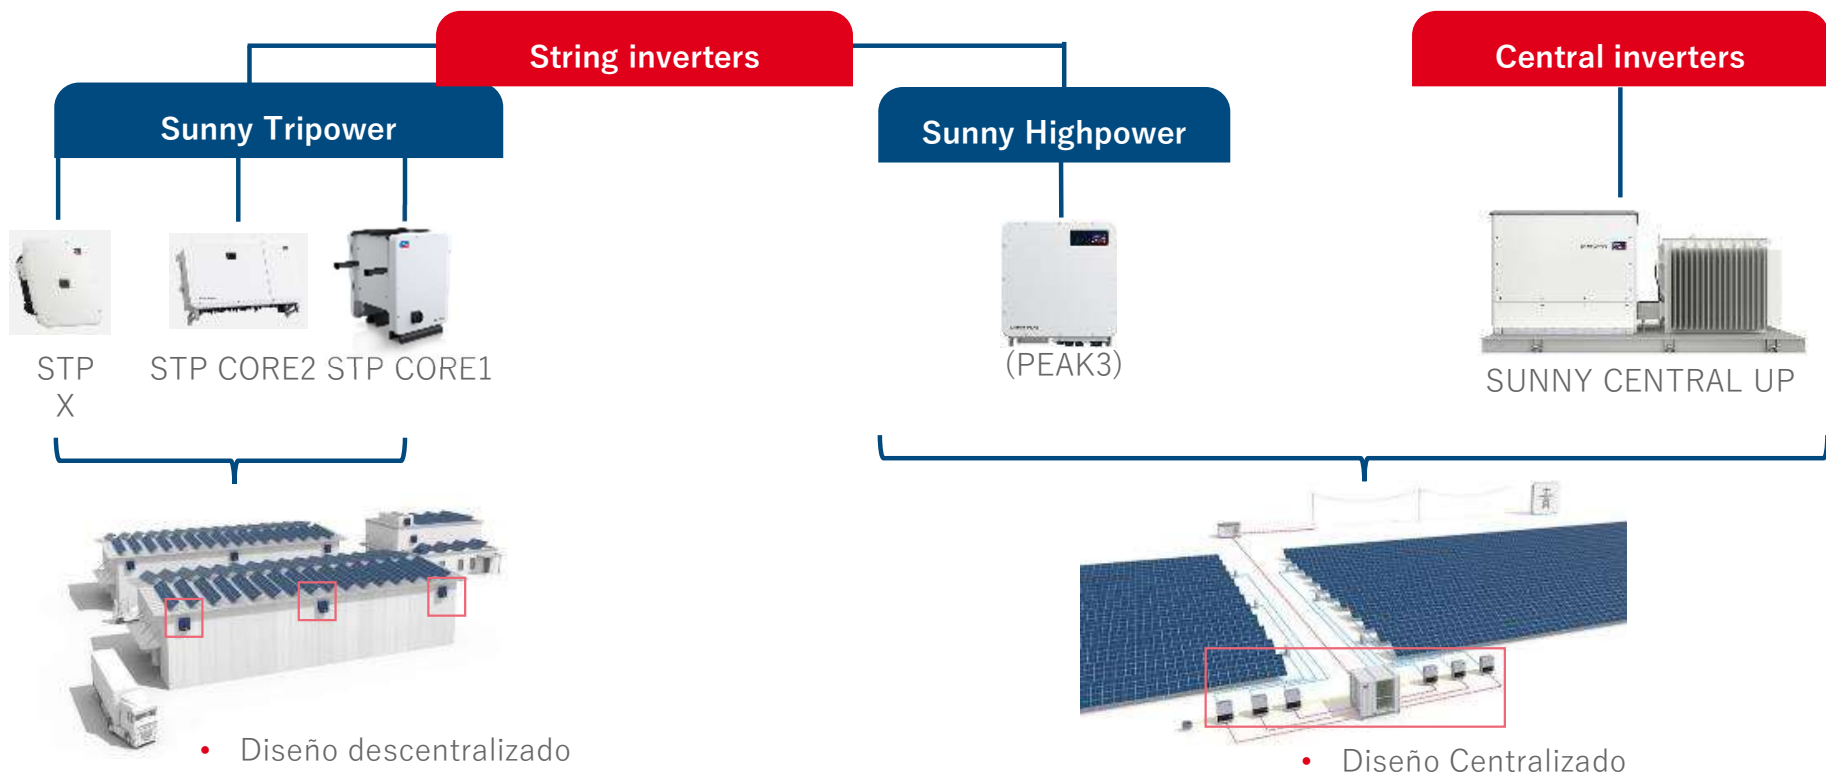 String inverters
Central inverters
Sunny Tripower
Sunny Highpower
STP
X
STP CORE2
STP CORE1
(PEAK3)
SUNNY CENTRAL UP
• Diseño descentralizado
• Diseño Centralizado